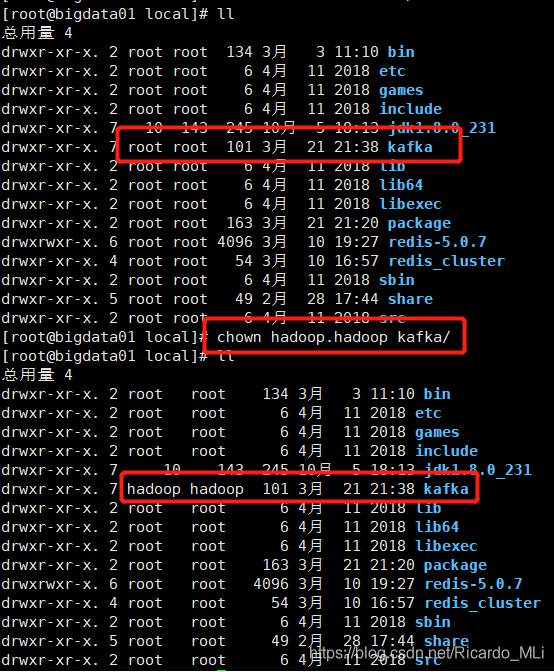 [root@bigdata01 local]# ll
总用量 4
drwxr-xr-x. 2 root root  134 3月   3 11:10 bin
drwxr-xr-x. 2 root root    6 4月  11 2018 etc
drwxr-xr-x. 2 root root    6 4月  11 2018 games
drwxr-xr-x. 2 root root    6 4月  11 2018 include
drwxr-xr-x. 7   10  143  245 10月  5 18:13 jdk1.8.0_231
drwxr-xr-x. 7 root root  101 3月  21 21:38 kafka
drwxr-xr-x. 2 root root    6 4月  11 2018 lib
drwxr-xr-x. 2 root root    6 4月  11 2018 lib64
drwxr-xr-x. 2 root root    6 4月  11 2018 libexec
drwxr-xr-x. 2 root root  163 3月  21 21:20 package
drwxrwxr-x. 6 root root 4096 3月  10 19:27 redis-5.0.7
drwxr-xr-x. 4 root root   54 3月  10 16:57 redis_cluster
drwxr-xr-x. 2 root root    6 4月  11 2018 sbin
drwxr-xr-x. 5 root root   49 2月  28 17:44 share
drwxr-xr-x. 2 root root    6 4月  11 2018 src
[root@bigdata01 local]# chown hadoop.hadoop kafka/
[root@bigdata01 local]# ll
总用量 4
drwxr-xr-x. 2 root   root    134 3月   3 11:10 bin
drwxr-xr-x. 2 root   root      6 4月  11 2018 etc
drwxr-xr-x. 2 root   root      6 4月  11 2018 games
drwxr-xr-x. 2 root   root      6 4月  11 2018 include
drwxr-xr-x. 7     10    143  245 10月  5 18:13 jdk1.8.0_231
drwxr-xr-x. 7 hadoop hadoop  101 3月  21 21:38 kafka
drwxr-xr-x. 2 root   root      6 4月  11 2018 lib
drwxr-xr-x. 2 root   root      6 4月  11 2018 lib64
drwxr-xr-x. 2 root   root      6 4月  11 2018 libexec
drwxr-xr-x. 2 root   root    163 3月  21 21:20 package
drwxrwxr-x. 6 root   root   4096 3月  10 19:27 redis-5.0.7
drwxr-xr-x. 4 root   root     54 3月  10 16:57 redis_cluster
drwxr-xr-x. 2 root   root      6 4月  11 2018 sbin
drwxr-xr-x. 5 root   root     49 2月  28 17:44 share
https://blog.csdn.net/Ricardo_MLi
drwxr-xr-x. 2 root   root      6 4月  11 2018 src